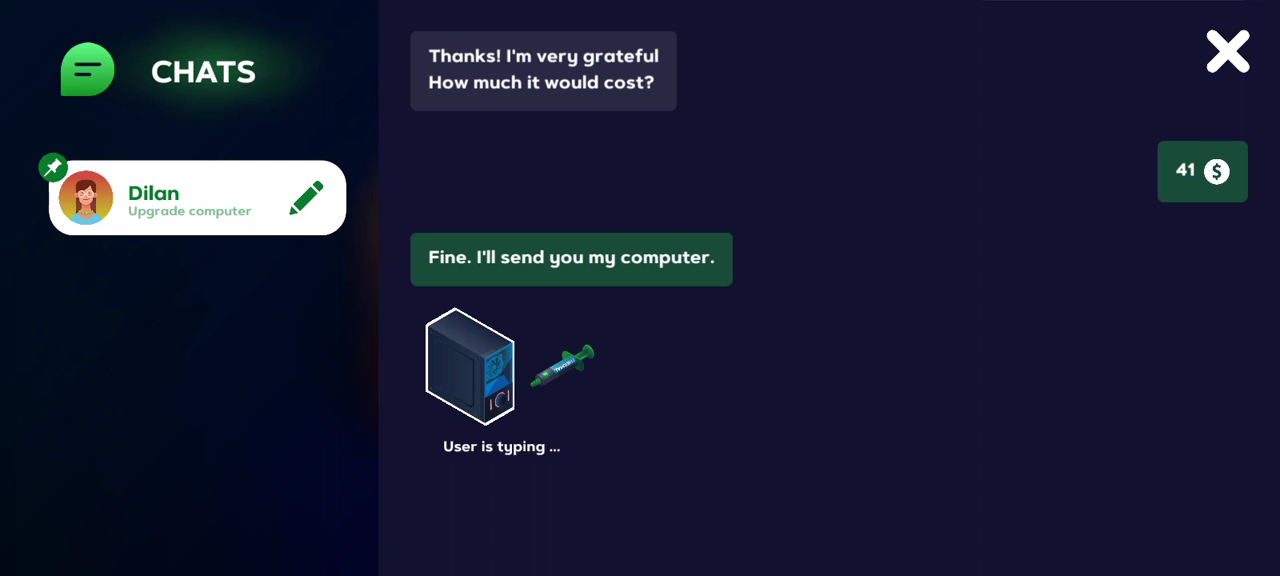 CHATS
Dilan
Upgrade computer
Thanks! I'm very grateful
How much it would cost?
41 $
Fine. I'll send you my computer.
User is typing ...